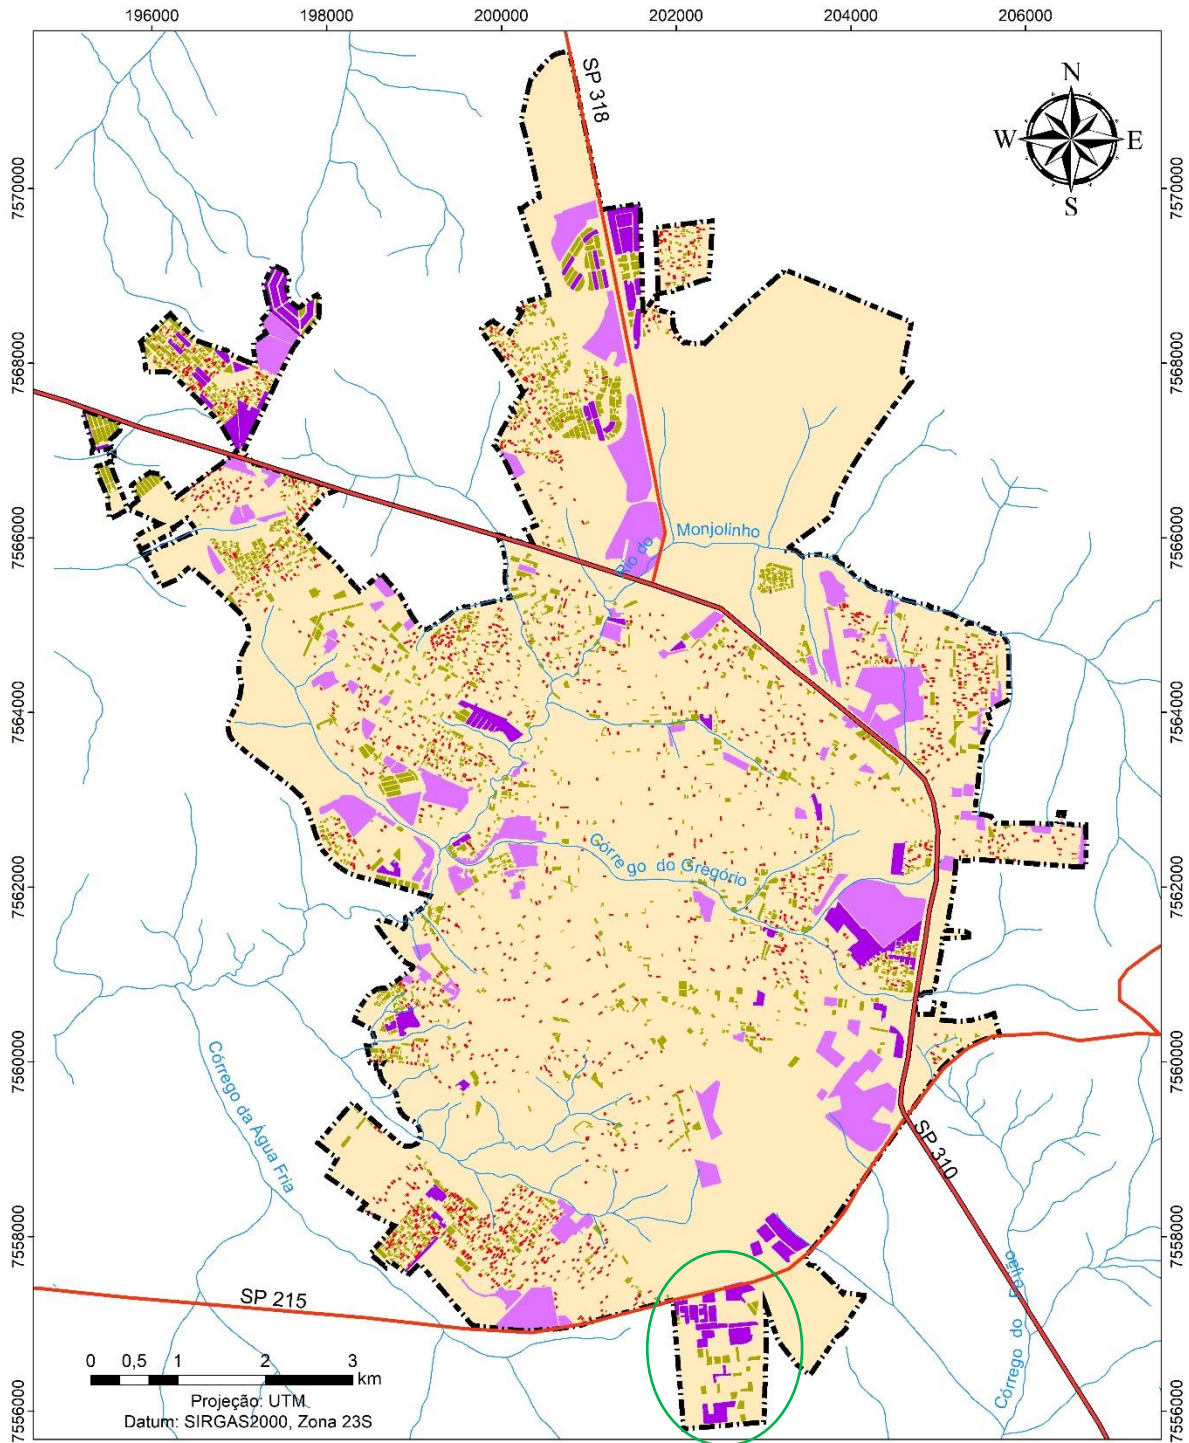 196000 198000 200000 202000 204000 206000
SP 318
N
W E
S
7570000 7570000
7568000 7568000
7566000 7566000
Rio do Monjolinho
7564000 7564000
Córrego do Gregório
7562000 7562000
7560000 7560000
Córrego da Água Fria
SP 310
7558000 7558000
Córrego do Feijão
SP 215
0 0,5 1 2 3
km
Projeção: UTM
Datum: SIRGAS2000, Zona 23S
7556000 7556000